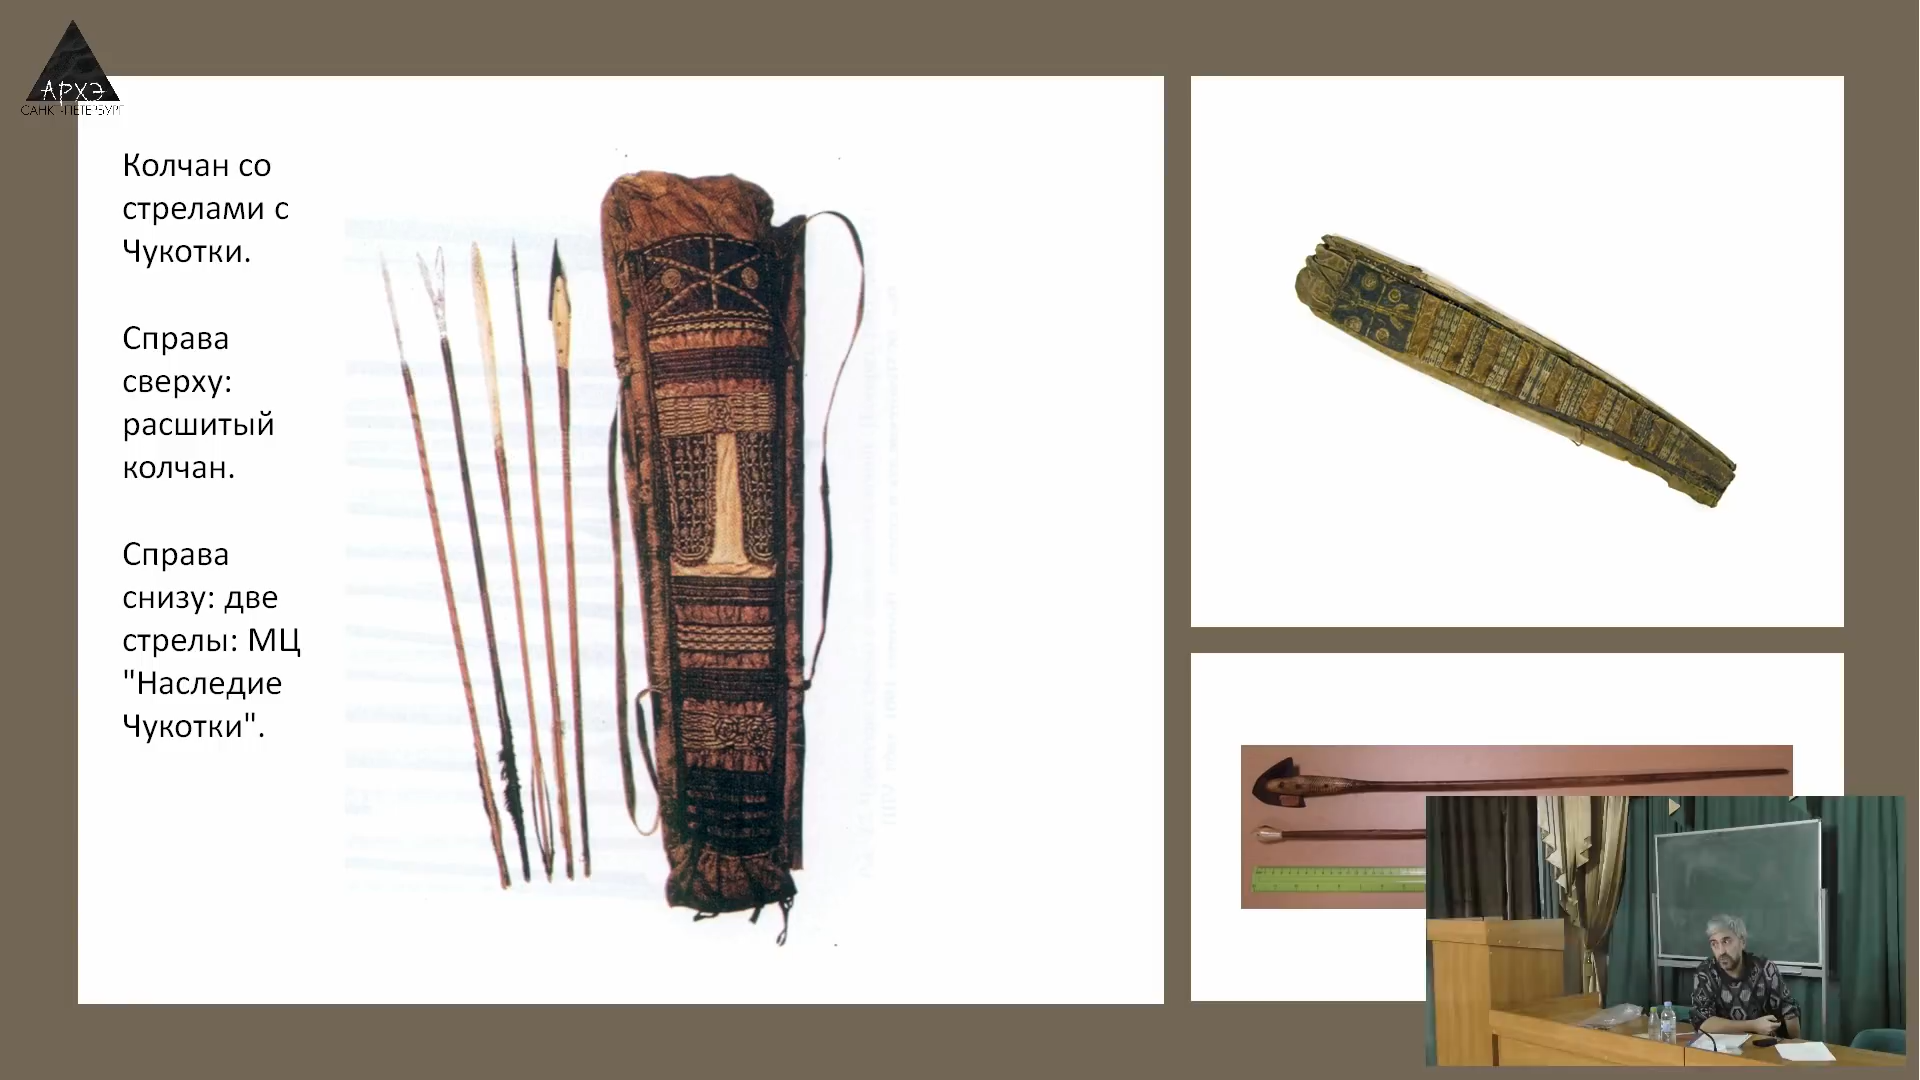 АРХЭ
САНКТ-ПЕТЕРБУРГ
Колчан со
стрелами с
Чукотки.
Справа
сверху:
расшитый
колчан.
Справа
снизу: две
стрелы: МЦ
"Наследие
Чукотки".